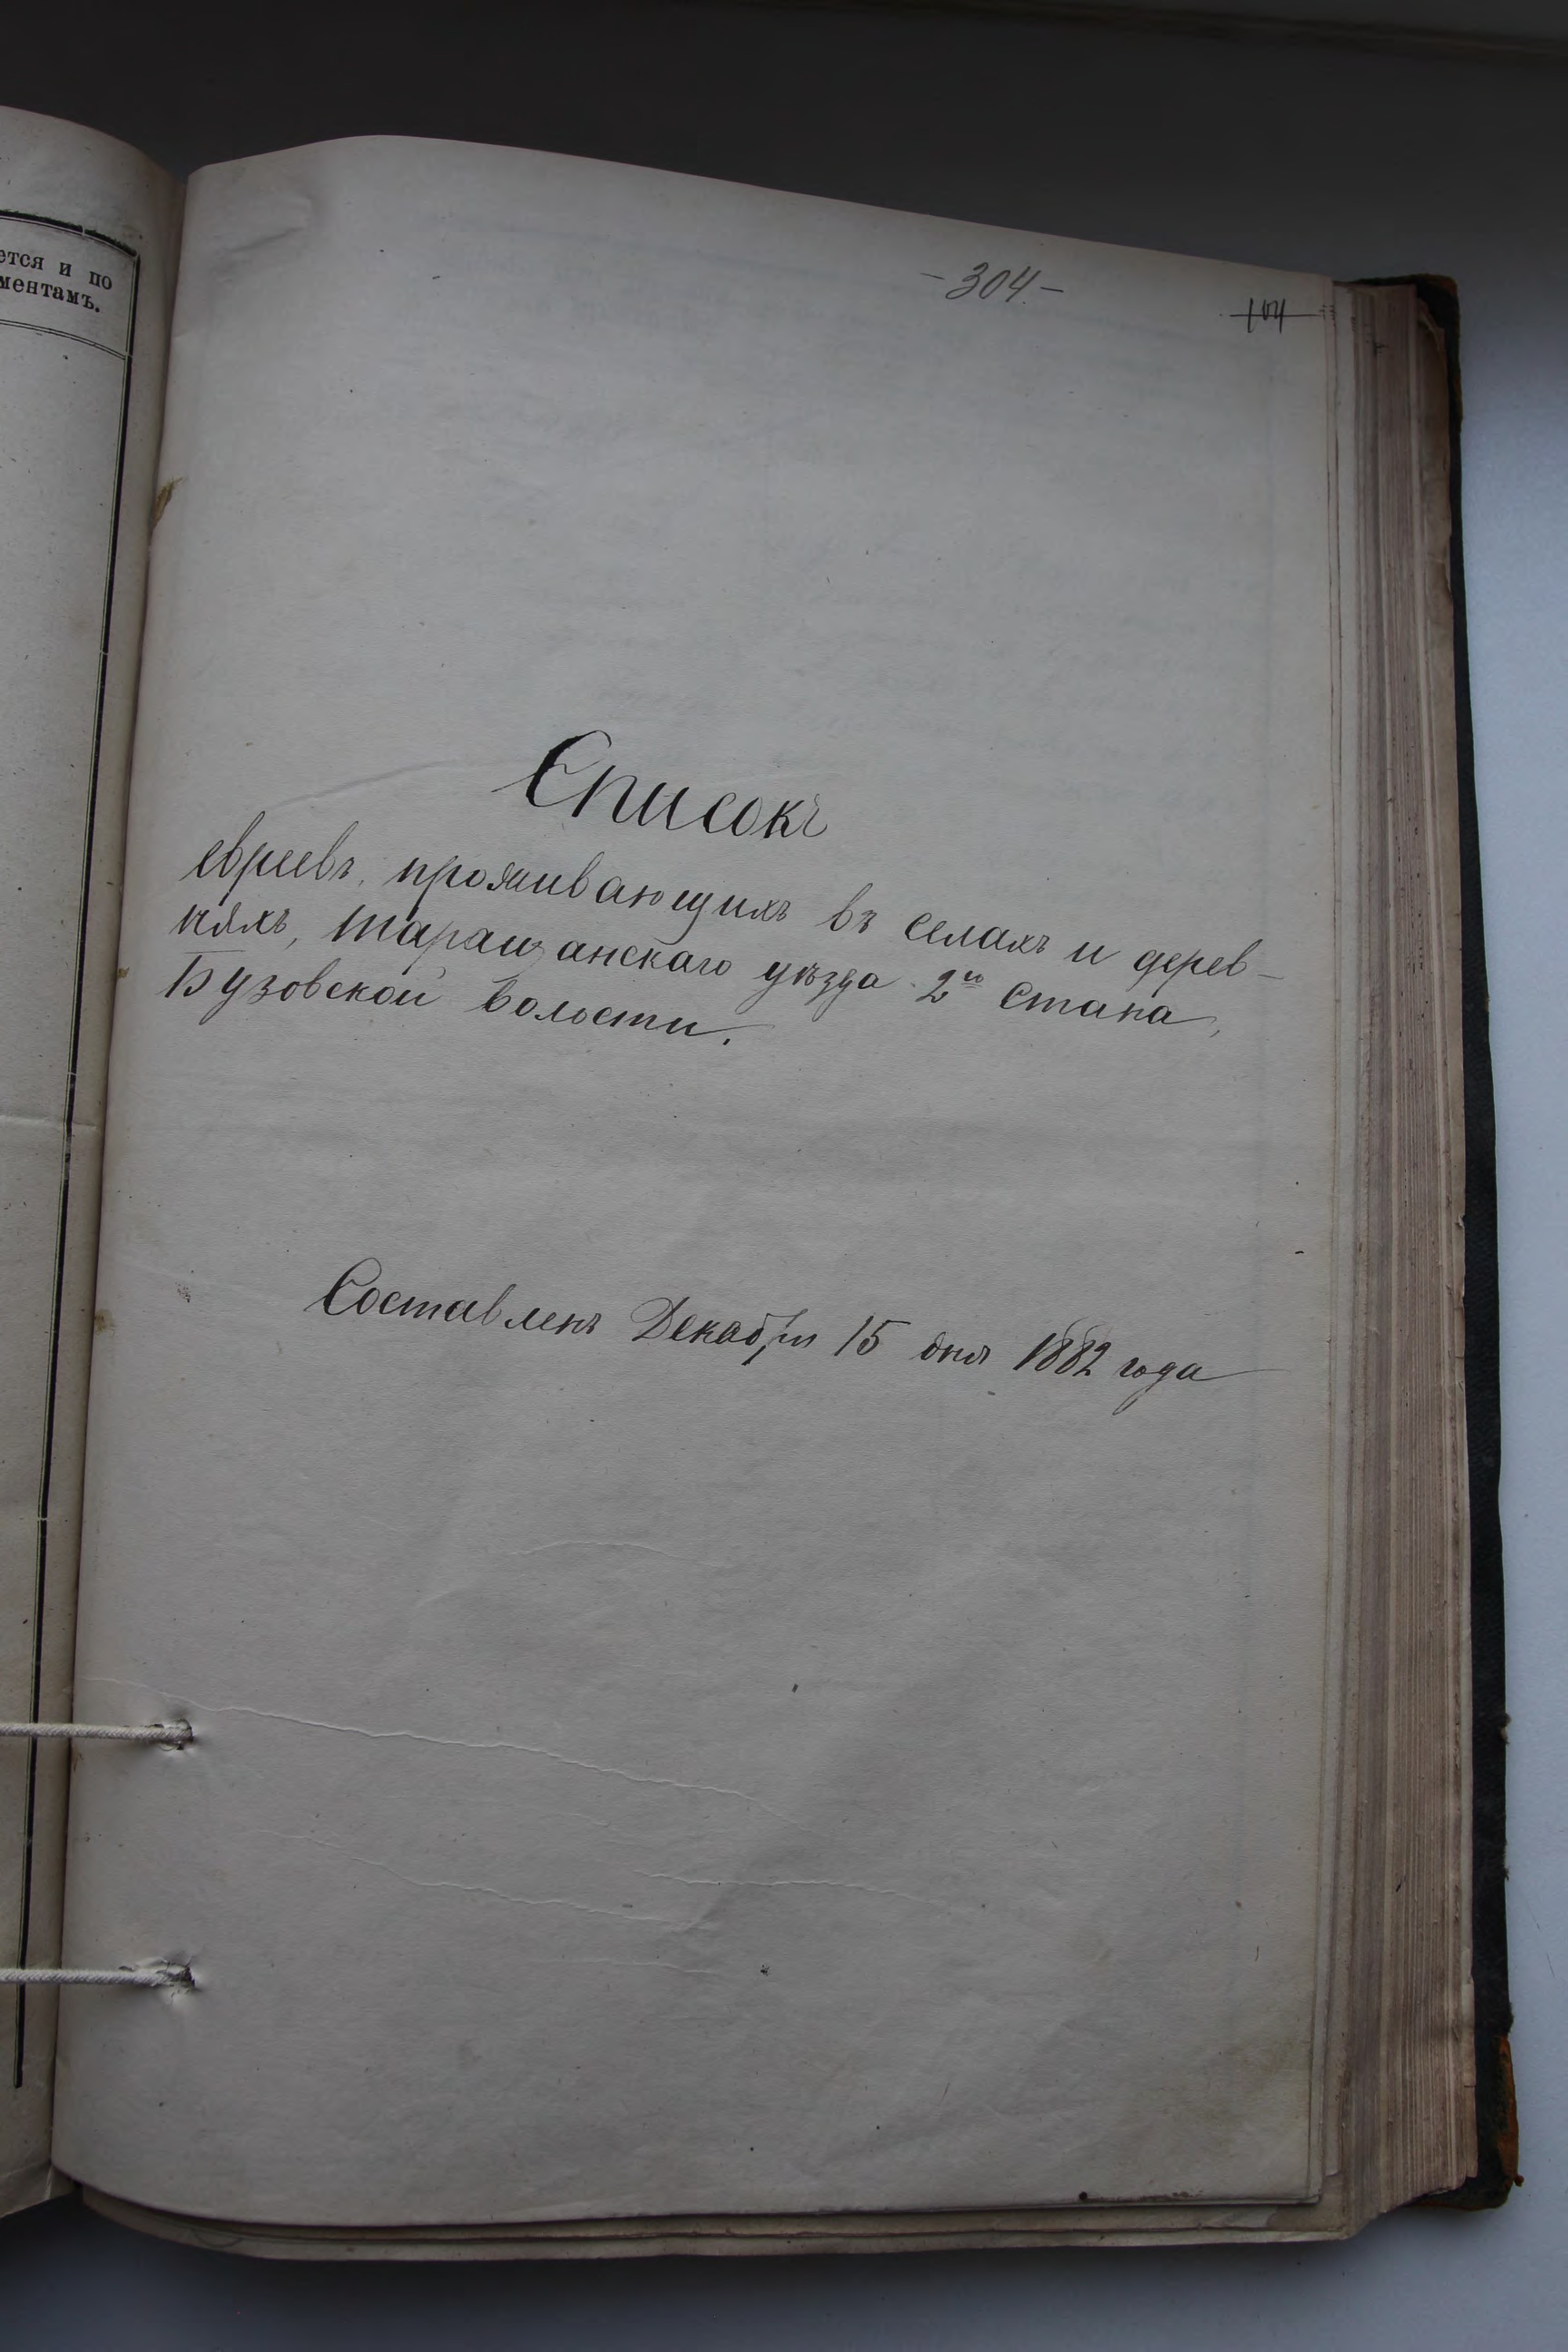 ется и по
ментамъ.
-304-
104
Списокъ
евреевъ, проживающихъ въ селахъ и дерев-
няхъ, Таращанскаго уѣзда 2го Стана,
Бузовской волости.
Составленъ Декабря 15 дня 1882 года